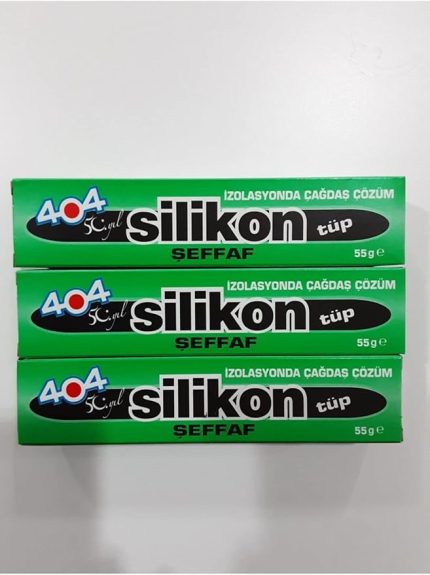 İZOLASYONDA ÇAĞDAŞ ÇÖZÜM
404
50.yıl silikon tüp
ŞEFFAF
55g℮
İZOLASYONDA ÇAĞDAŞ ÇÖZÜM
404
50.yıl silikon tüp
ŞEFFAF
55g℮
İZOLASYONDA ÇAĞDAŞ ÇÖZÜM
404
50.yıl silikon tüp
ŞEFFAF
55g℮